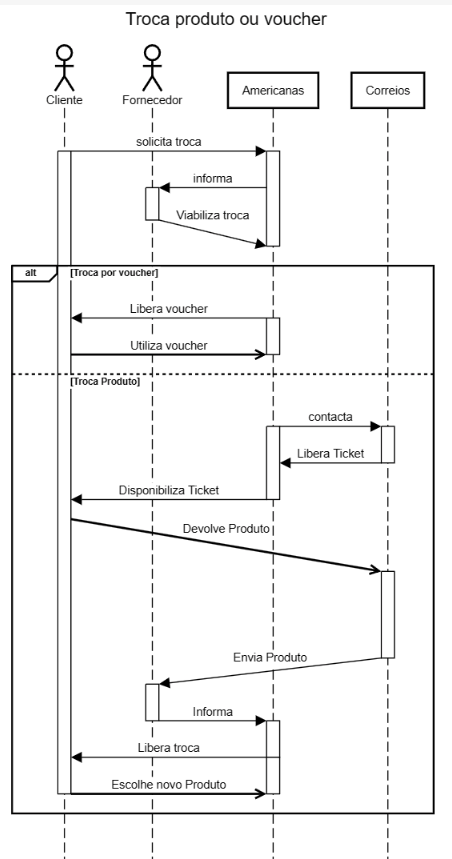 Troca produto ou voucher
Cliente
Fornecedor
Americanas
Correios
solicita troca
informa
Viabiliza troca
alt
[Troca por voucher]
Libera voucher
Utiliza voucher
[Troca Produto]
contacta
Libera Ticket
Disponibiliza Ticket
Devolve Produto
Envia Produto
Informa
Libera troca
Escolhe novo Produto